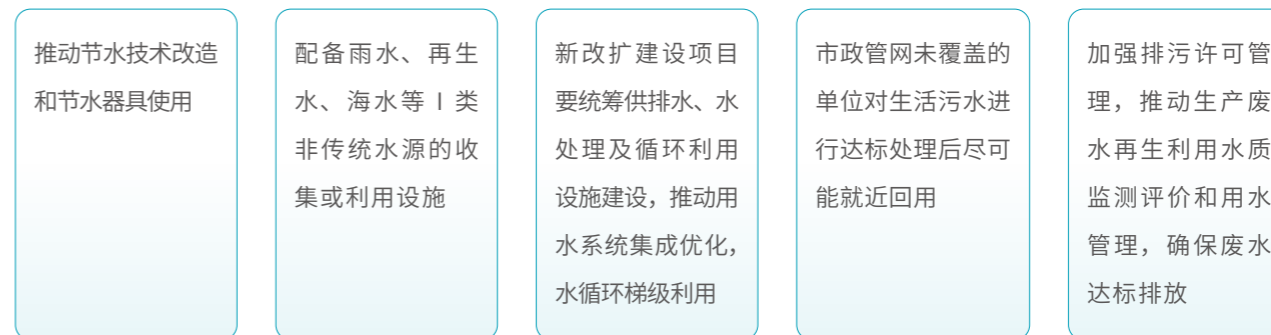 推动节水技术改造
和节水器具使用
配备雨水、再生
水、海水等Ⅰ类
非传统水源的收
集或利用设施
新改扩建设项目
要统筹供排水、水
处理及循环利用
设施建设，推动用
水系统集成优化，
水循环梯级利用
市政管网未覆盖的
单位对生活污水进
行达标处理后尽可
能就近回用
加强排污许可管
理，推动生产废
水再生利用水质
监测评价和用水
管理，确保废水
达标排放